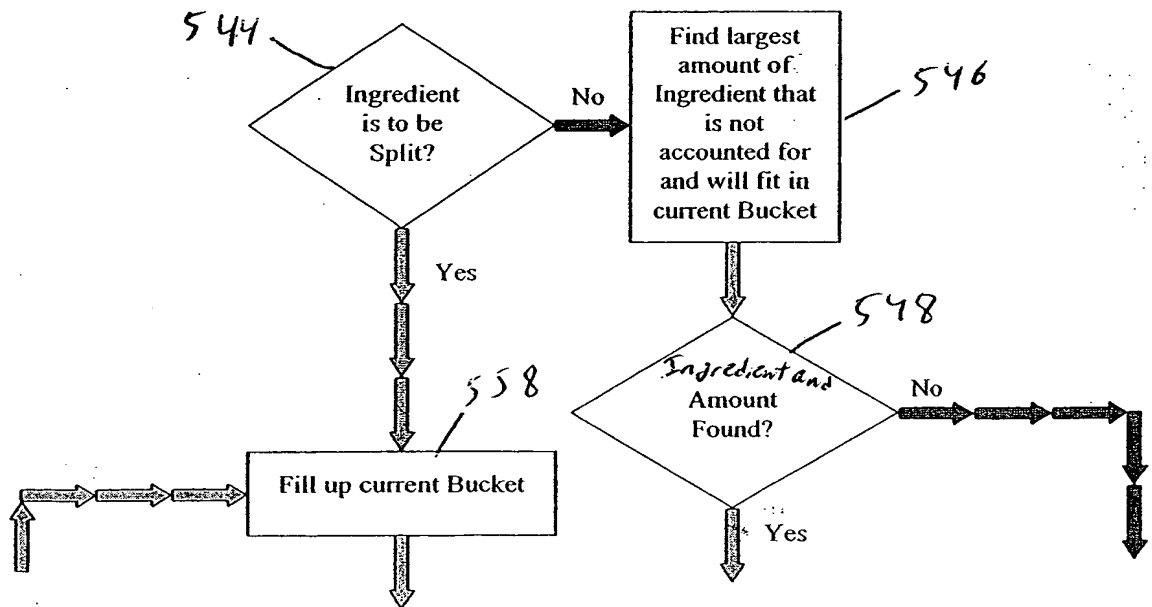 544
Ingredient
is to be
Split?
No
Find largest
amount of
Ingredient that
is not
accounted for
and will fit in
current Bucket
546
Yes
548
Ingredient and
Amount
Found?
No
558
Fill up current Bucket
Yes